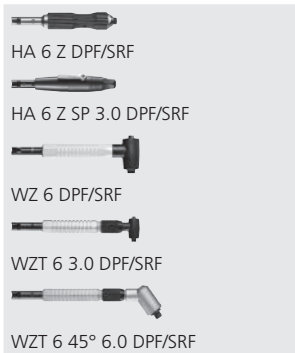 HA 6 Z DPF/SRF
HA 6 Z SP 3.0 DPF/SRF
WZ 6 DPF/SRF
WZT 6 3.0 DPF/SRF
WZT 6 45° 6.0 DPF/SRF